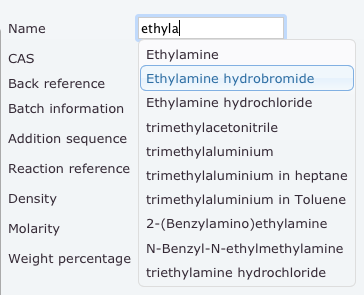 Name
ethyla
CAS
Back reference
Batch information
Addition sequence
Reaction reference
Density
Molarity
Weight percentage
Ethylamine
Ethylamine hydrobromide
Ethylamine hydrochloride
trimethylacetonitrile
trimethylaluminium
trimethylaluminium in heptane
trimethylaluminium in Toluene
2-(Benzylamino)ethylamine
N-Benzyl-N-ethylmethylamine
triethylamine hydrochloride